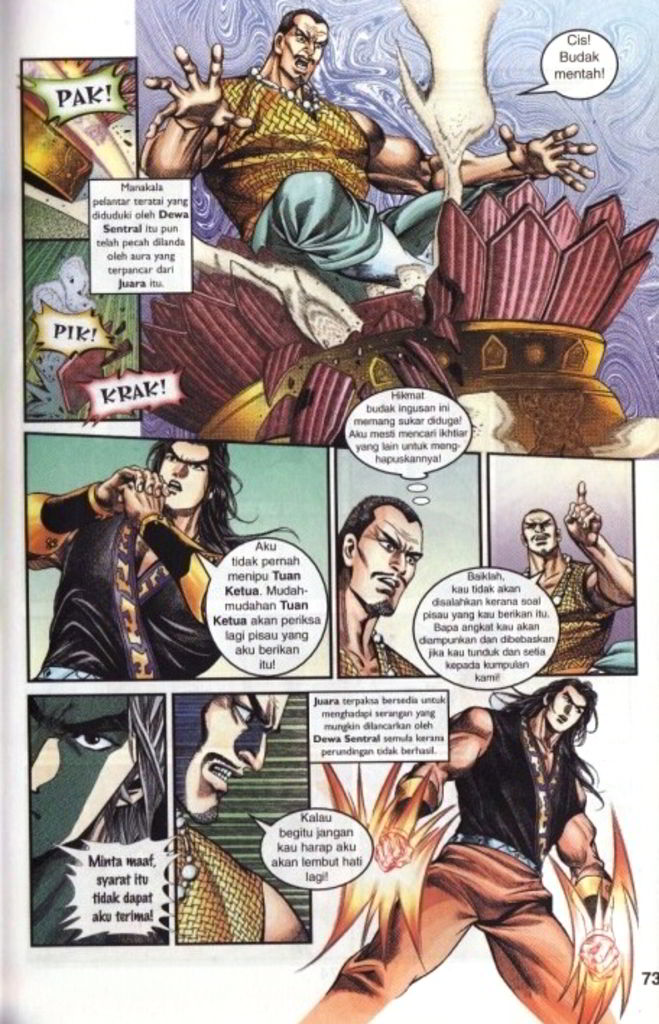 Cis!
Budak
mentah!
PAK!
Manakala
pelantar teratai yang
diduduki oleh Dewa
Sentral itu pun
telah pecah dilanda
oleh aura yang
terpancar dari
Juara itu.
PIK!
KRAK!
Hikmat
budak ingusan ini
memang sukar diduga!
Aku mesti mencari ikhtiar
yang lain untuk meng-
hapuskannya!
Aku
tidak pernah
menipu Tuan
Ketua. Mudah-
mudahan Tuan
Ketua akan periksa
lagi pisau yang
aku berikan
itu!
Baiklah,
kau tidak akan
disalahkan kerana soal
pisau yang kau berikan itu.
Bapa angkat kau akan
diampunkan dan dibebaskan
jika kau tunduk dan setia
kepada kumpulan
kami!
Minta maaf,
syarat itu
tidak dapat
aku terima!
Kalau
begitu jangan
kau harap aku
akan lembut hati
lagi!
Juara terpaksa bersedia untuk
menghadapi serangan yang
mungkin dilancarkan oleh
Dewa Sentral semula kerana
perundingan tidak berhasil.
73